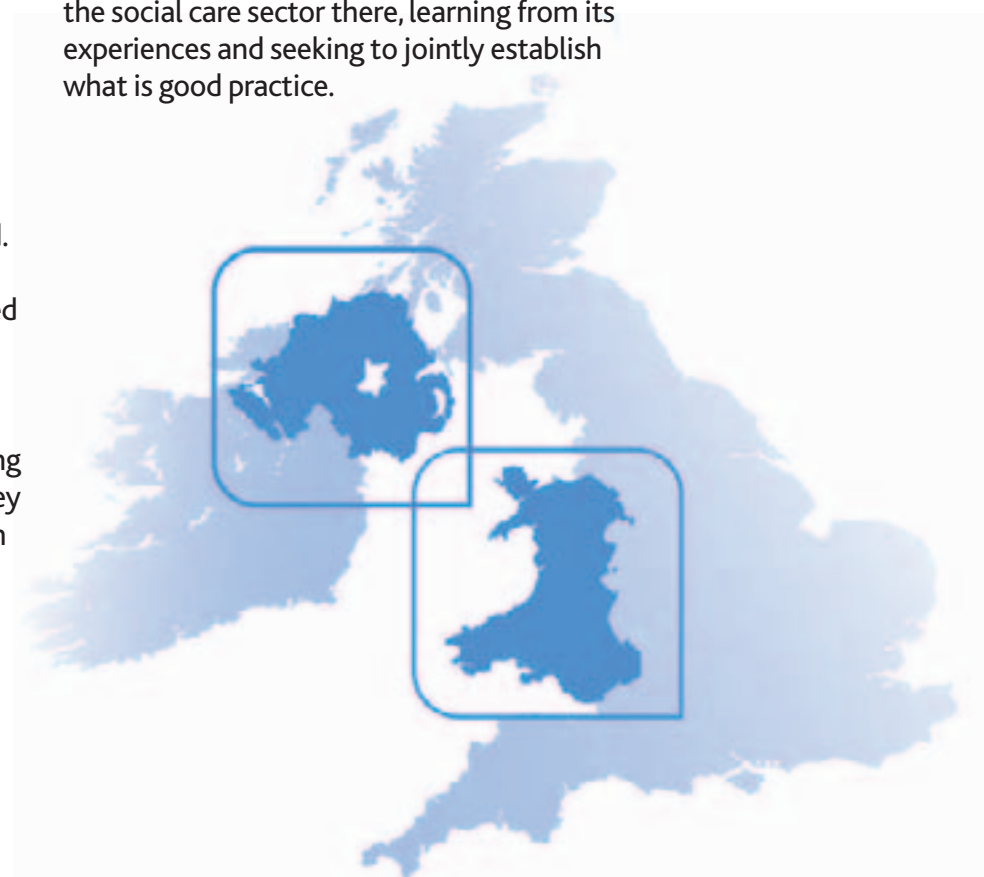 the social care sector there, learning from its
experiences and seeking to jointly establish
what is good practice.